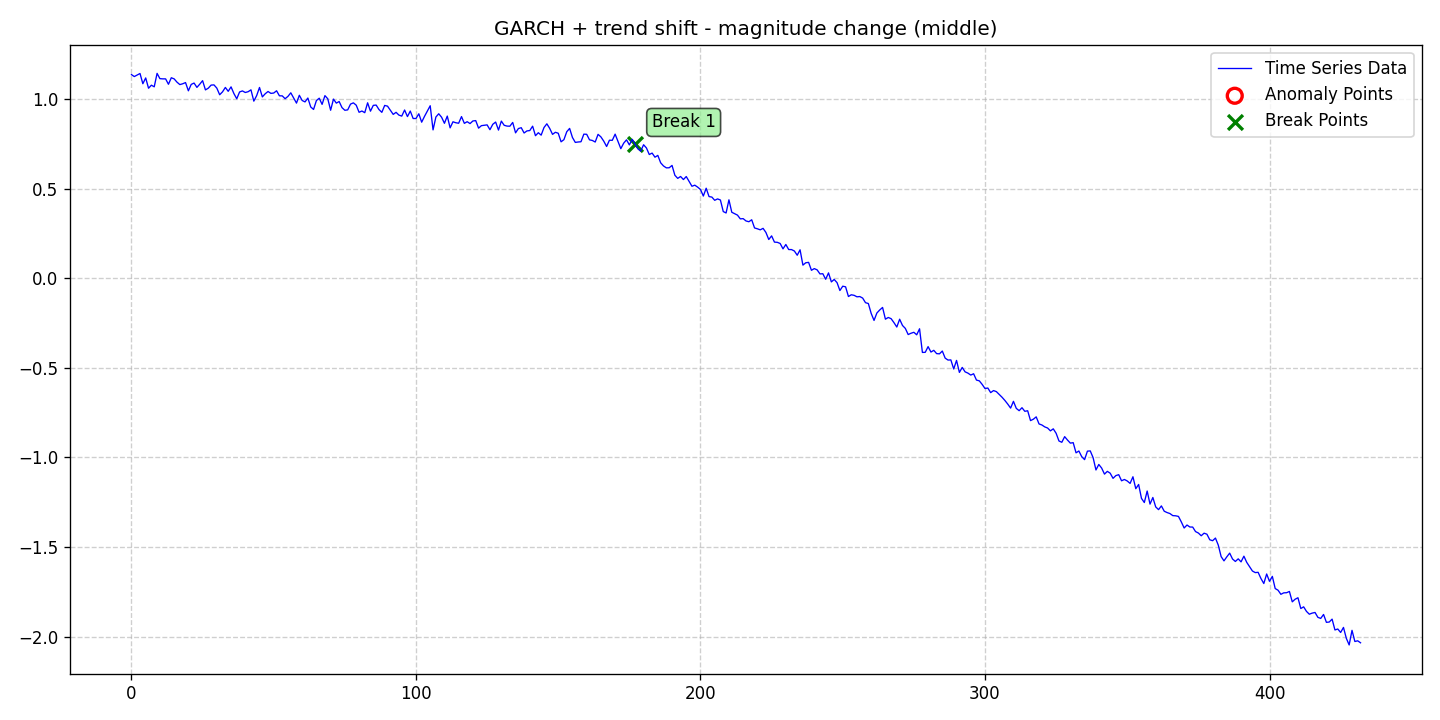 GARCH + trend shift - magnitude change (middle)
Time Series Data
Anomaly Points
Break Points
Break 1
1.0
0.5
0.0
−0.5
−1.0
−1.5
−2.0
0 100 200 300 400